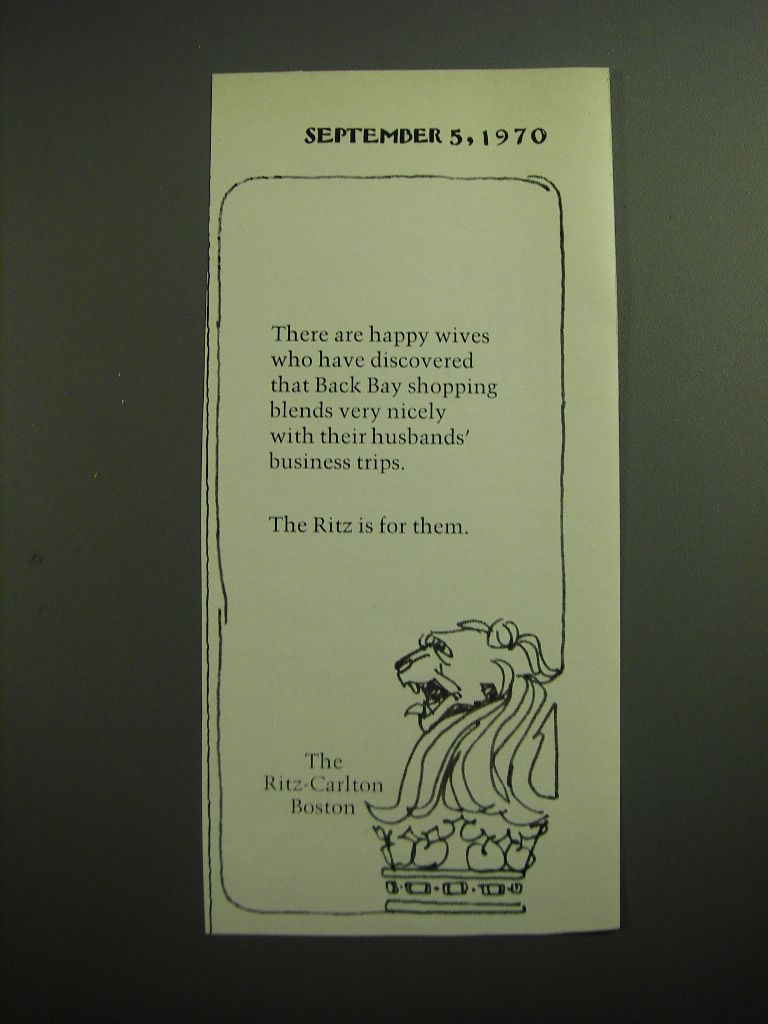 SEPTEMBER 5, 1970
There are happy wives
who have discovered
that Back Bay shopping
blends very nicely
with their husbands'
business trips.
The Ritz is for them.
The
Ritz-Carlton
Boston